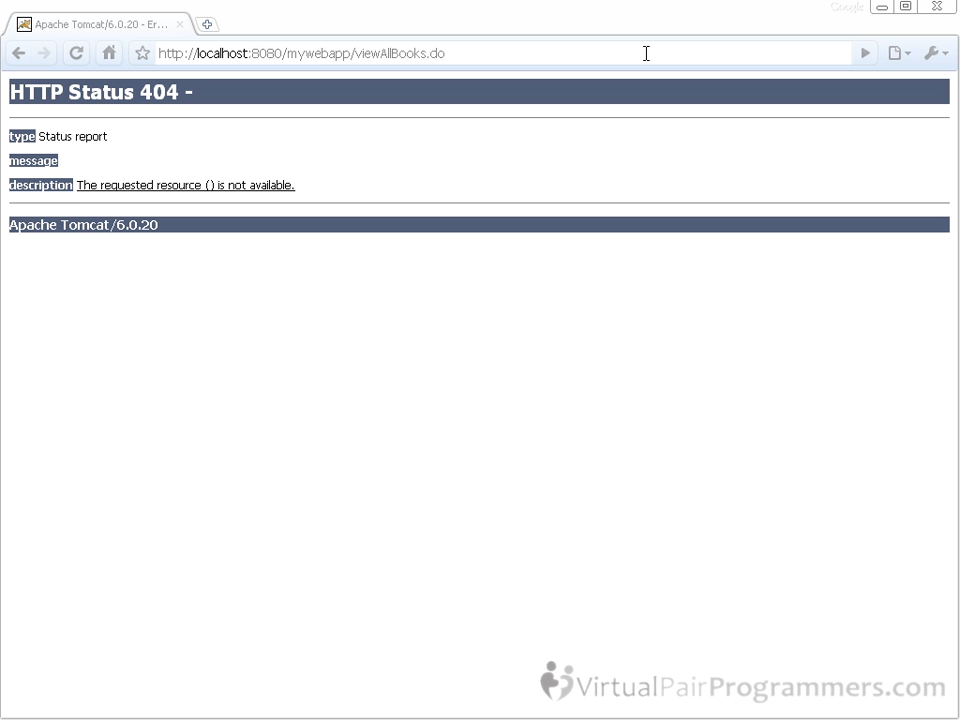 Google
Apache Tomcat/6.0.20 - Er...
http://localhost:8080/mywebapp/viewAllBooks.do
HTTP Status 404 -
type Status report
message
description The requested resource () is not available.
Apache Tomcat/6.0.20
VirtualPairProgrammers.com